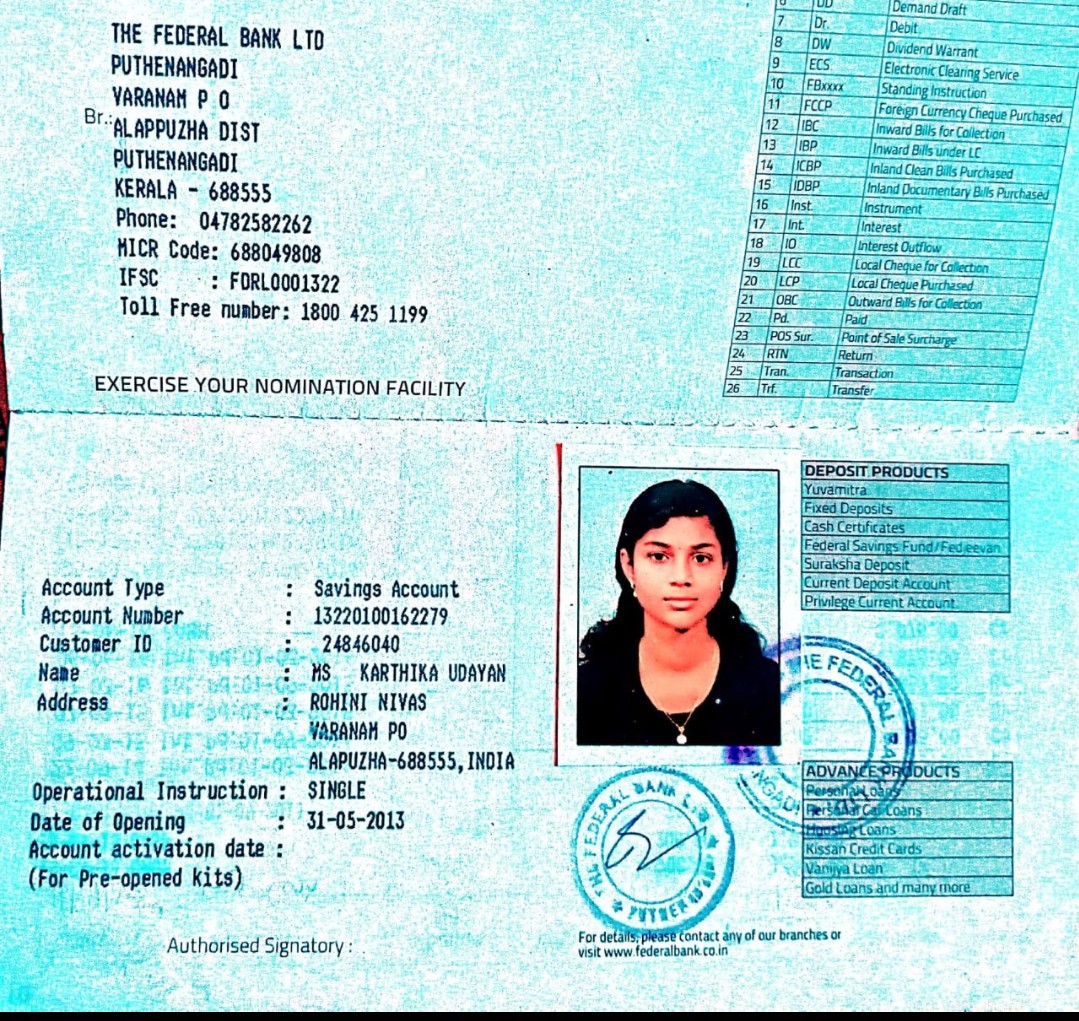 THE FEDERAL BANK LTD
PUTHENANGADI
VARANAM P O
Br.: ALAPPUZHA DIST
PUTHENANGADI
KERALA - 688555
Phone: 04782582262
MICR Code: 688049808
IFSC : FDRL0001322
Toll Free number: 1800 425 1199
EXERCISE YOUR NOMINATION FACILITY
6 DD Demand Draft
7 Dr. Debit
8 DW Dividend Warrant
9 ECS Electronic Clearing Service
10 FBxxxx Standing Instruction
11 FCCP Foreign Currency Cheque Purchased
12 IBC Inward Bills for Collection
13 IBP Inward Bills under LC
14 ICBP Inland Clean Bills Purchased
15 IDBP Inland Documentary Bills Purchased
16 Inst. Instrument
17 Int. Interest
18 IO Interest Outflow
19 LCC Local Cheque for Collection
20 LCP Local Cheque Purchased
21 OBC Outward Bills for Collection
22 Pd. Paid
23 POS Sur. Point of Sale Surcharge
24 RTN Return
25 Tran. Transaction
26 Trf. Transfer
Account Type : Savings Account
Account Number : 13220100162279
Customer ID : 24846040
Name : MS KARTHIKA UDAYAN
Address : ROHINI NIVAS
VARANAM PO
ALAPUZHA-688555,INDIA
Operational Instruction : SINGLE
Date of Opening : 31-05-2013
Account activation date :
(For Pre-opened kits)
Authorised Signatory :
DEPOSIT PRODUCTS
Yuvamitra
Fixed Deposits
Cash Certificates
Federal Savings Fund/Fedjeevan
Suraksha Deposit
Current Deposit Account
Privilege Current Account
THE FEDERAL BANK
ADVANCE PRODUCTS
Personal Loans
Personal Car Loans
Housing Loans
Kissan Credit Cards
Vanijya Loan
Gold Loans and many more
THE FEDERAL BANK LTD
For details, please contact any of our branches or
visit www.federalbank.co.in